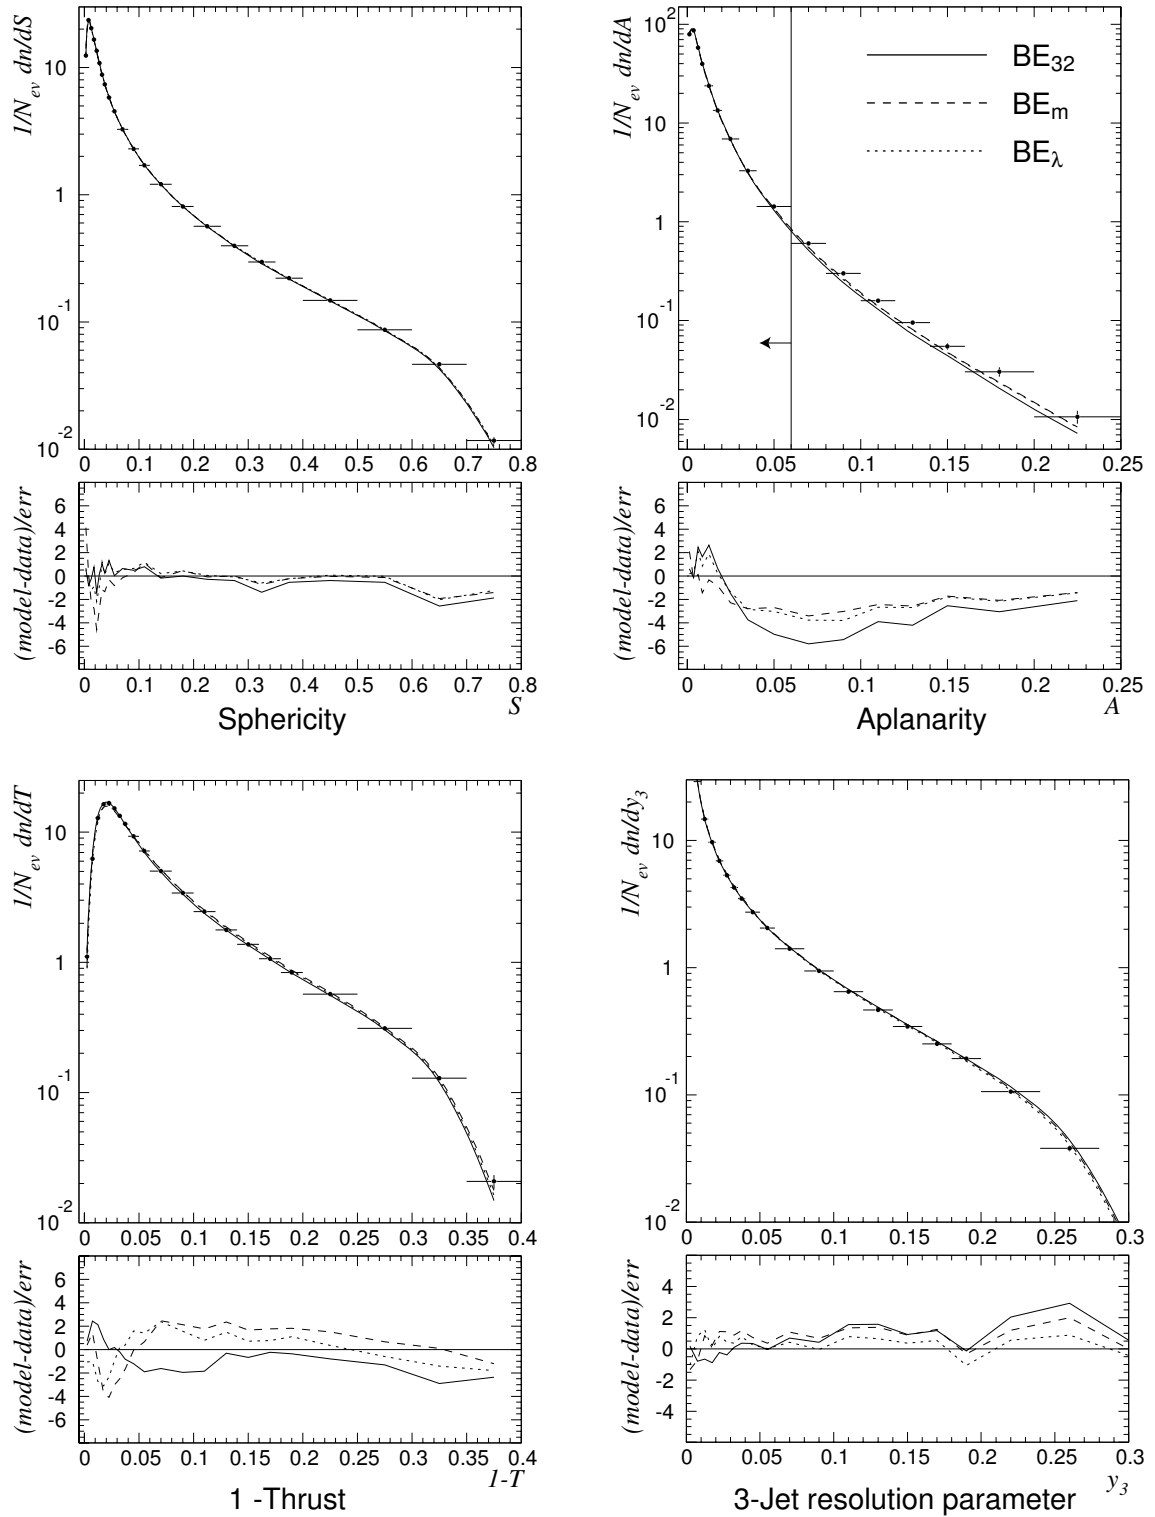 1/N_ev dn/dS
10
1
10^-1
10^-2
0 0.1 0.2 0.3 0.4 0.5 0.6 0.7 0.8
(model-data)/err
6
4
2
0
-2
-4
-6
0 0.1 0.2 0.3 0.4 0.5 0.6 0.7 0.8
Sphericity S
1/N_ev dn/dA
10^2
10
1
10^-1
10^-2
BE_32
BE_m
BE_λ
0 0.05 0.1 0.15 0.2 0.25
(model-data)/err
6
4
2
0
-2
-4
-6
0 0.05 0.1 0.15 0.2 0.25
Aplanarity A
1/N_ev dn/dT
10
1
10^-1
10^-2
0 0.05 0.1 0.15 0.2 0.25 0.3 0.35 0.4
(model-data)/err
6
4
2
0
-2
-4
-6
0 0.05 0.1 0.15 0.2 0.25 0.3 0.35 0.4
1-T
1 -Thrust
1/N_ev dn/dy_3
10
1
10^-1
10^-2
0 0.05 0.1 0.15 0.2 0.25 0.3
(model-data)/err
4
2
0
-2
-4
0 0.05 0.1 0.15 0.2 0.25 0.3
y_3
3-Jet resolution parameter